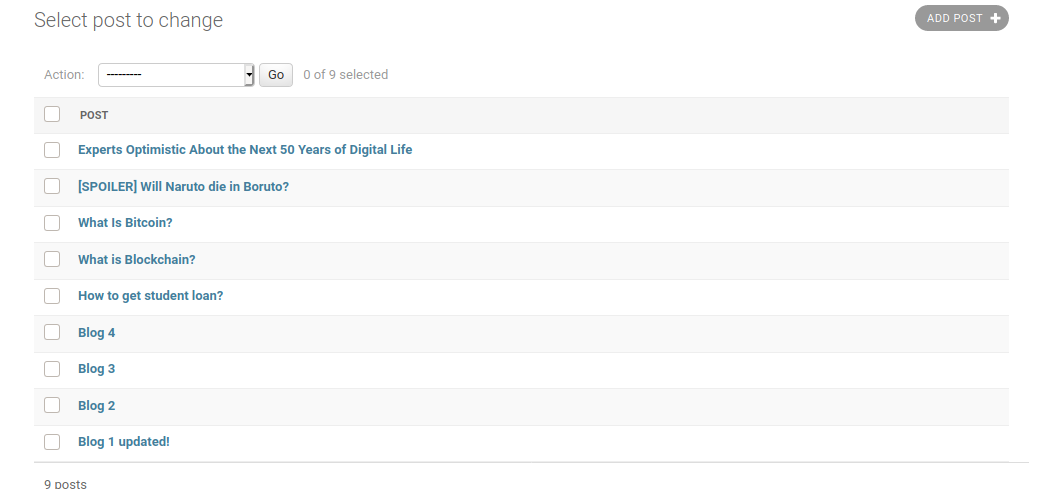 Select post to change
ADD POST +
Action: --------- Go 0 of 9 selected
POST
Experts Optimistic About the Next 50 Years of Digital Life
[SPOILER] Will Naruto die in Boruto?
What Is Bitcoin?
What is Blockchain?
How to get student loan?
Blog 4
Blog 3
Blog 2
Blog 1 updated!
9 posts